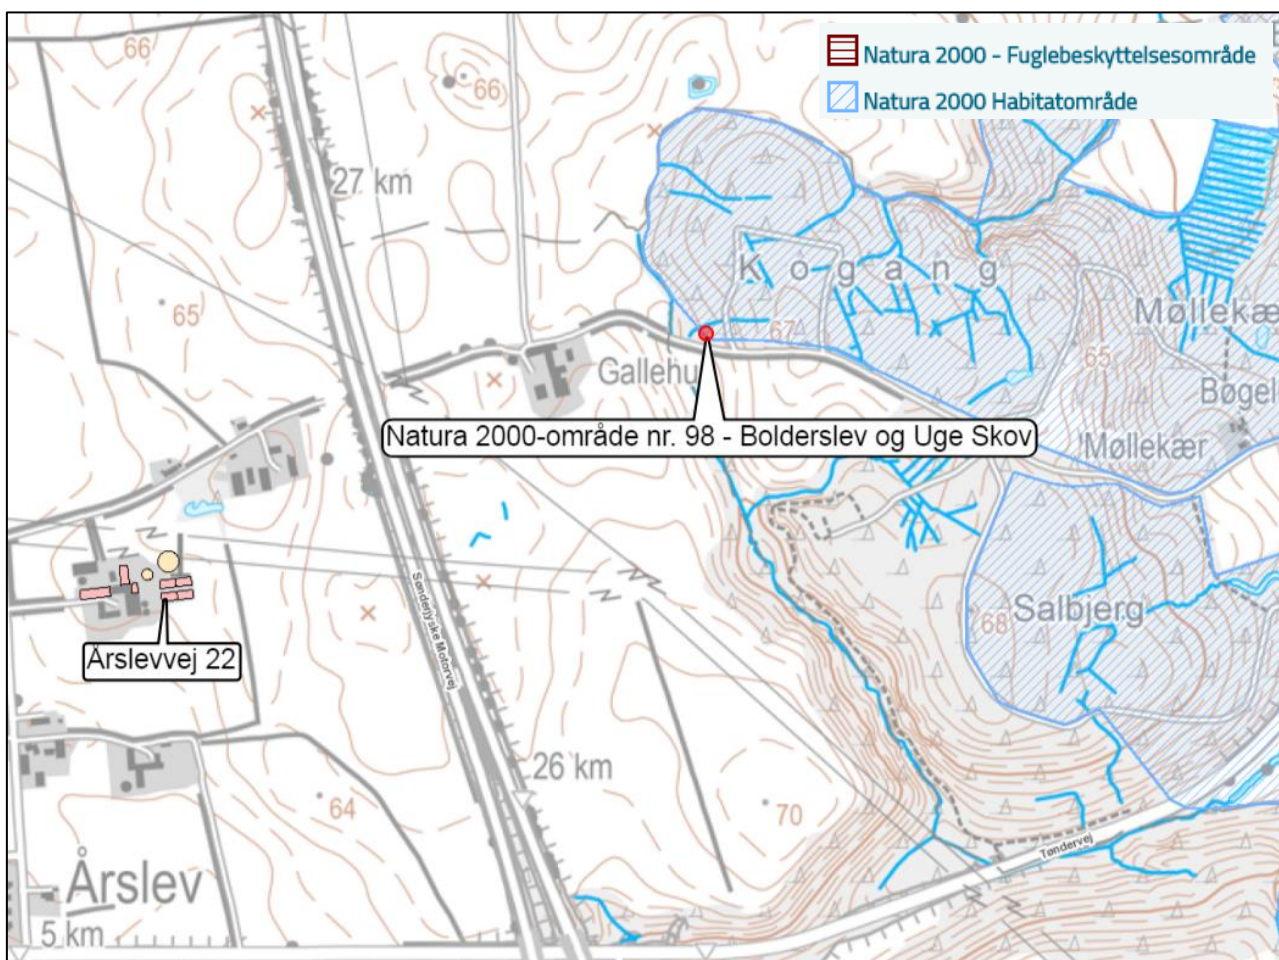 Natura 2000 - Fuglebeskyttelsesområde
Natura 2000 Habitatområde
66
66
27 km
65
Kogang
67
65
Møllekæ
Gallehu
Bøgel
Natura 2000-område nr. 98 - Bolderslev og Uge Skov
Møllekær
Sønderjyske Motorvej
68
Salbjerg
Årslevvej 22
26 km
64
70
Tøndervej
Årslev
5 km